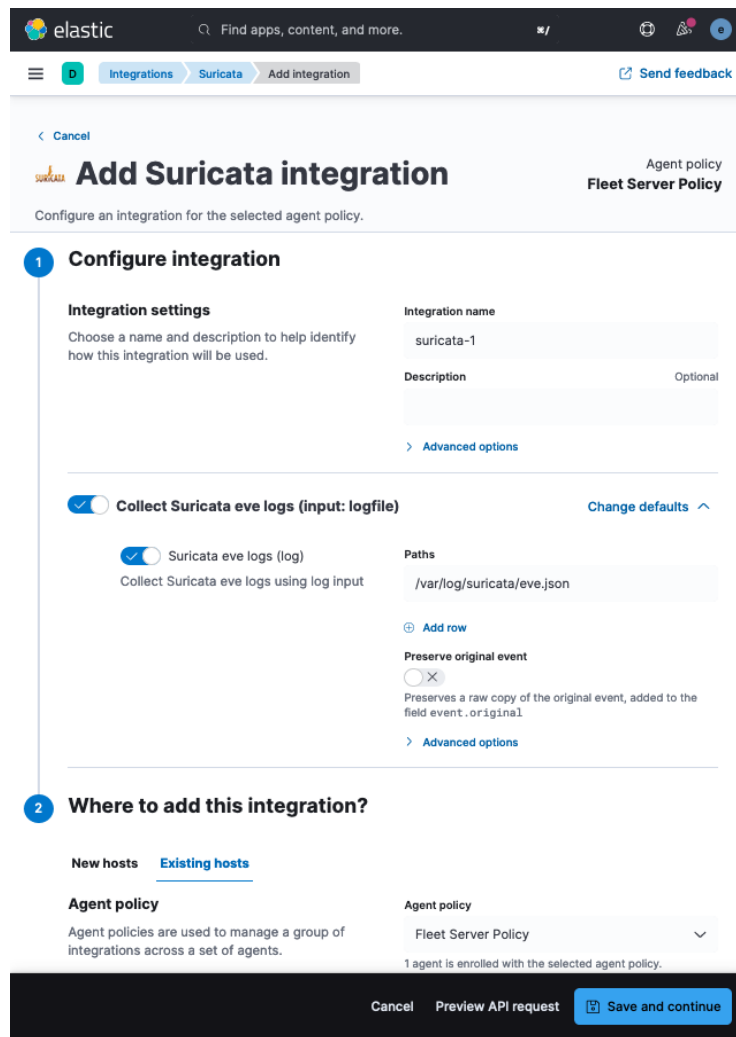 elastic
Find apps, content, and more.
⌘/
e
D
Integrations
Suricata
Add integration
Send feedback
Cancel
SURICATA
Add Suricata integration
Agent policy
Fleet Server Policy
Configure an integration for the selected agent policy.
1
Configure integration
Integration settings
Choose a name and description to help identify
how this integration will be used.
Integration name
suricata-1
Description
Optional
Advanced options
Collect Suricata eve logs (input: logfile)
Change defaults
Suricata eve logs (log)
Collect Suricata eve logs using log input
Paths
/var/log/suricata/eve.json
Add row
Preserve original event
Preserves a raw copy of the original event, added to the
field event.original
Advanced options
2
Where to add this integration?
New hosts
Existing hosts
Agent policy
Agent policies are used to manage a group of
integrations across a set of agents.
Agent policy
Fleet Server Policy
1 agent is enrolled with the selected agent policy.
Cancel
Preview API request
Save and continue